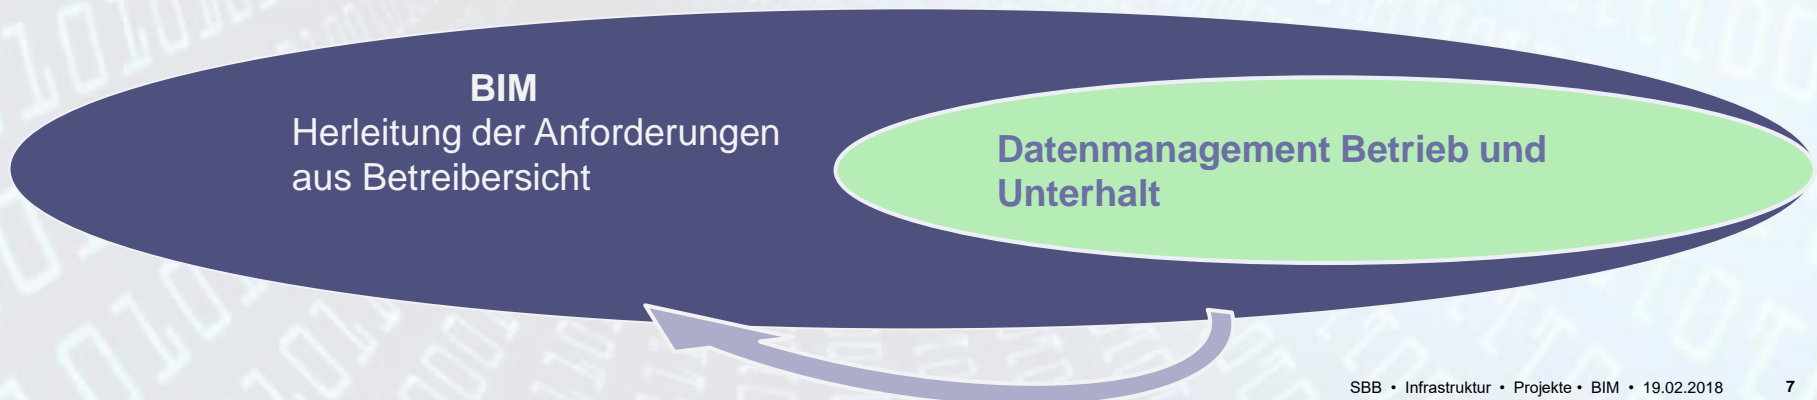 BIM
Herleitung der Anforderungen
aus Betreibersicht
Datenmanagement Betrieb und
Unterhalt
SBB • Infrastruktur • Projekte • BIM • 19.02.2018 7